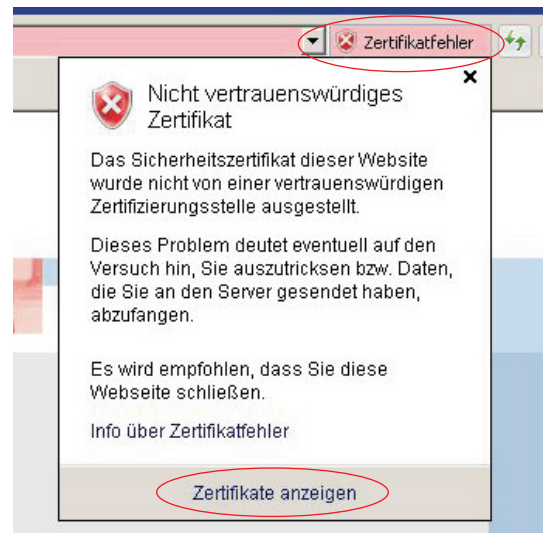 Zertifikatfehler
Nicht vertrauenswürdiges
Zertifikat
Das Sicherheitszertifikat dieser Website
wurde nicht von einer vertrauenswürdigen
Zertifizierungsstelle ausgestellt.
Dieses Problem deutet eventuell auf den
Versuch hin, Sie auszutricksen bzw. Daten,
die Sie an den Server gesendet haben,
abzufangen.
Es wird empfohlen, dass Sie diese
Webseite schließen.
Info über Zertifikatfehler
Zertifikate anzeigen